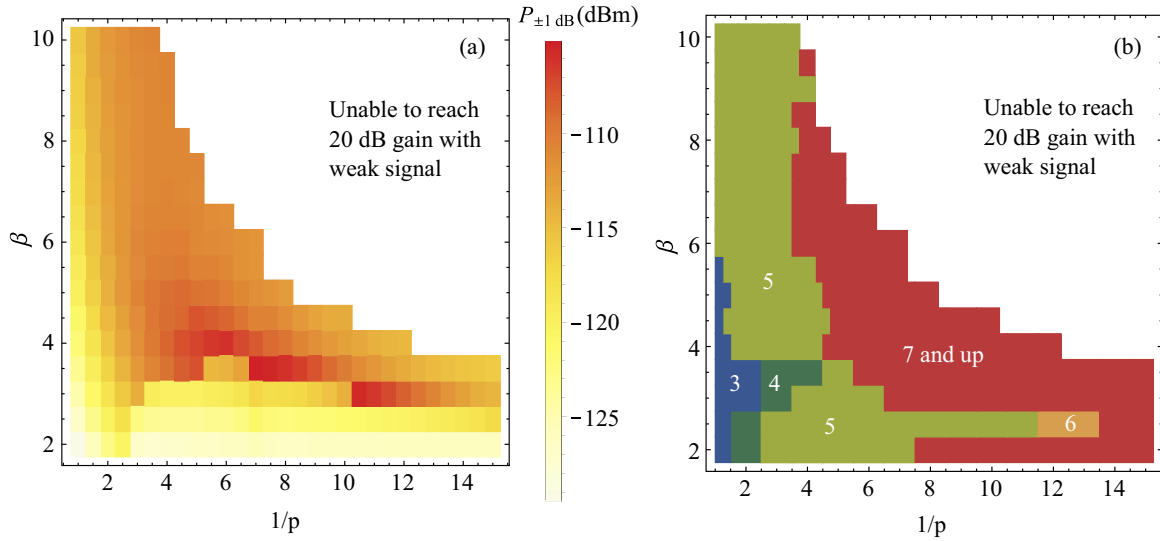 P±1 dB (dBm)
(a)
Unable to reach
20 dB gain with
weak signal
10
8
6
4
2
β
2 4 6 8 10 12 14
1/p
−110
−115
−120
−125
(b)
Unable to reach
20 dB gain with
weak signal
10
8
6
4
2
β
5
7 and up
3
4
5
6
2 4 6 8 10 12 14
1/p